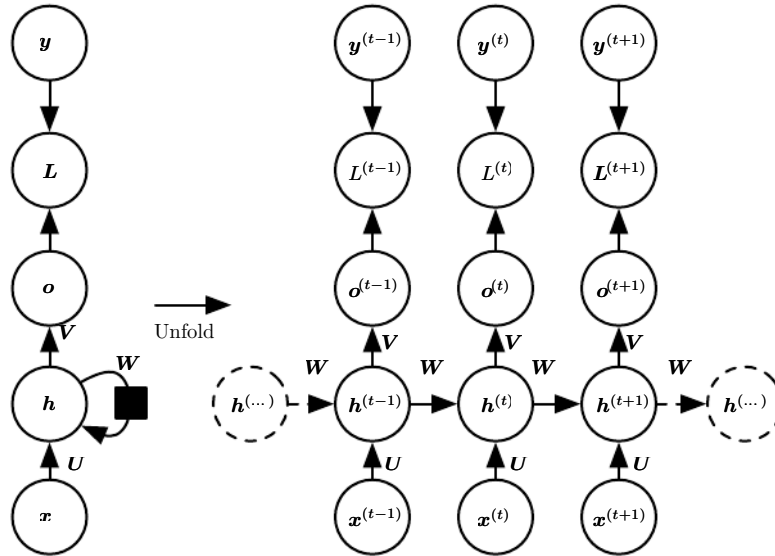 y y^(t−1) y^(t) y^(t+1)
L L^(t−1) L^(t) L^(t+1)
o o^(t−1) o^(t) o^(t+1)
Unfold
V V V V
W W W W W
h h^(...) h^(t−1) h^(t) h^(t+1) h^(...)
U U U U
x x^(t−1) x^(t) x^(t+1)